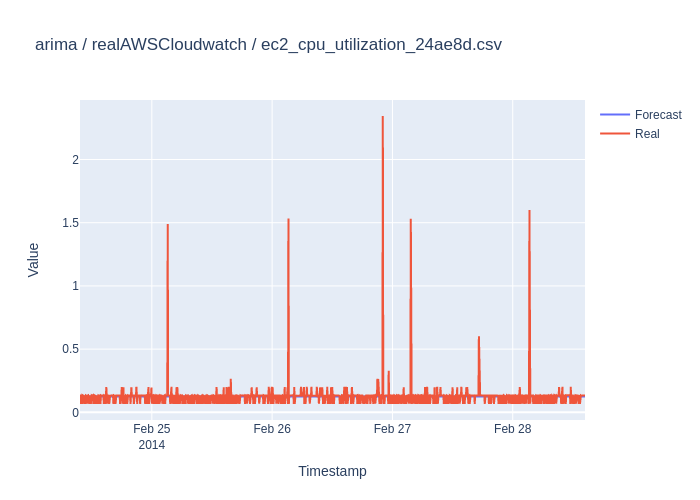 arima / realAWSCloudwatch / ec2_cpu_utilization_24ae8d.csv
Forecast
Real
Value
2
1.5
1
0.5
0
Feb 25
2014
Feb 26
Feb 27
Feb 28
Timestamp